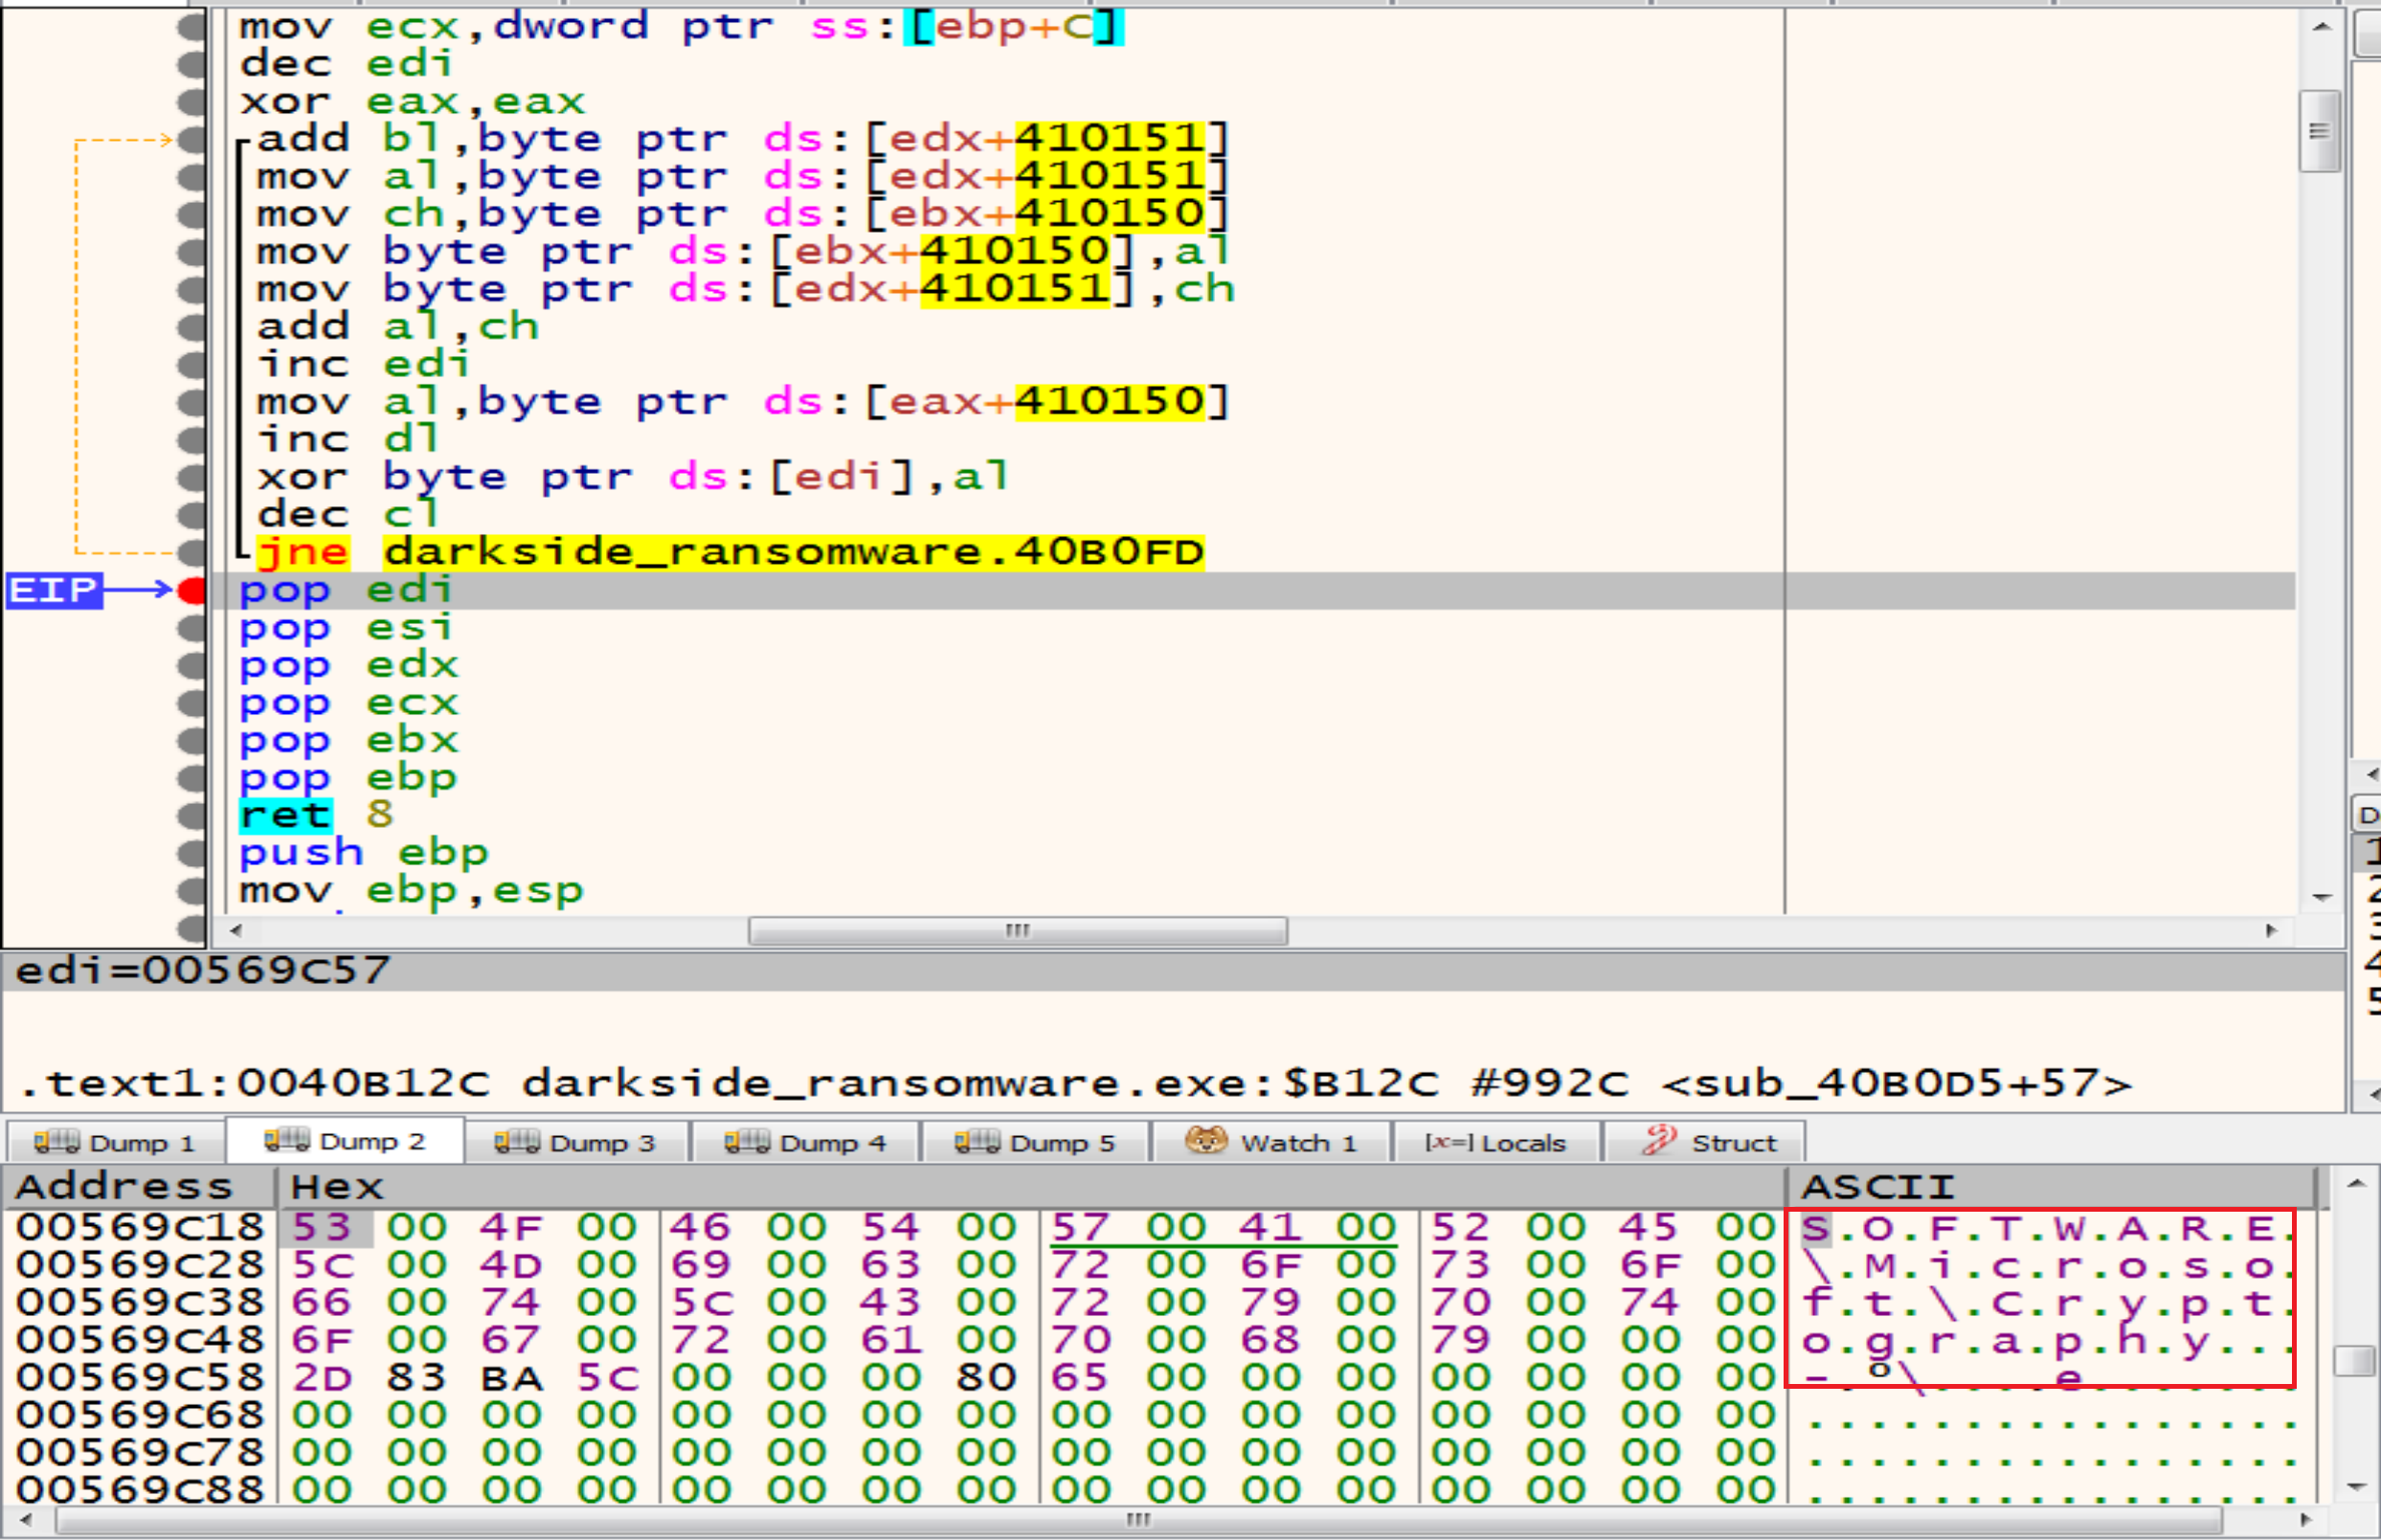 mov ecx,dword ptr ss:[ebp+C]
dec edi
xor eax,eax
add bl,byte ptr ds:[edx+410151]
mov al,byte ptr ds:[edx+410151]
mov ch,byte ptr ds:[ebx+410150]
mov byte ptr ds:[ebx+410150],al
mov byte ptr ds:[edx+410151],ch
add al,ch
inc edi
mov al,byte ptr ds:[eax+410150]
inc dl
xor byte ptr ds:[edi],al
dec cl
jne darkside_ransomware.40B0FD
EIP pop edi
pop esi
pop edx
pop ecx
pop ebx
pop ebp
ret 8
push ebp
mov ebp,esp
edi=00569C57
.text1:0040B12C darkside_ransomware.exe:$B12C #992C <sub_40B0D5+57>
Dump 1 Dump 2 Dump 3 Dump 4 Dump 5 Watch 1 [x=] Locals Struct
Address Hex ASCII
00569C18 53 00 4F 00 46 00 54 00 57 00 41 00 52 00 45 00 S.O.F.T.W.A.R.E.
00569C28 5C 00 4D 00 69 00 63 00 72 00 6F 00 73 00 6F 00 \.M.i.c.r.o.s.o.
00569C38 66 00 74 00 5C 00 43 00 72 00 79 00 70 00 74 00 f.t.\.C.r.y.p.t.
00569C48 6F 00 67 00 72 00 61 00 70 00 68 00 79 00 00 00 o.g.r.a.p.h.y...
00569C58 2D 83 BA 5C 00 00 00 80 65 00 00 00 00 00 00 00 -.º\....e.......
00569C68 00 00 00 00 00 00 00 00 00 00 00 00 00 00 00 00 ................
00569C78 00 00 00 00 00 00 00 00 00 00 00 00 00 00 00 00 ................
00569C88 00 00 00 00 00 00 00 00 00 00 00 00 00 00 00 00 ................